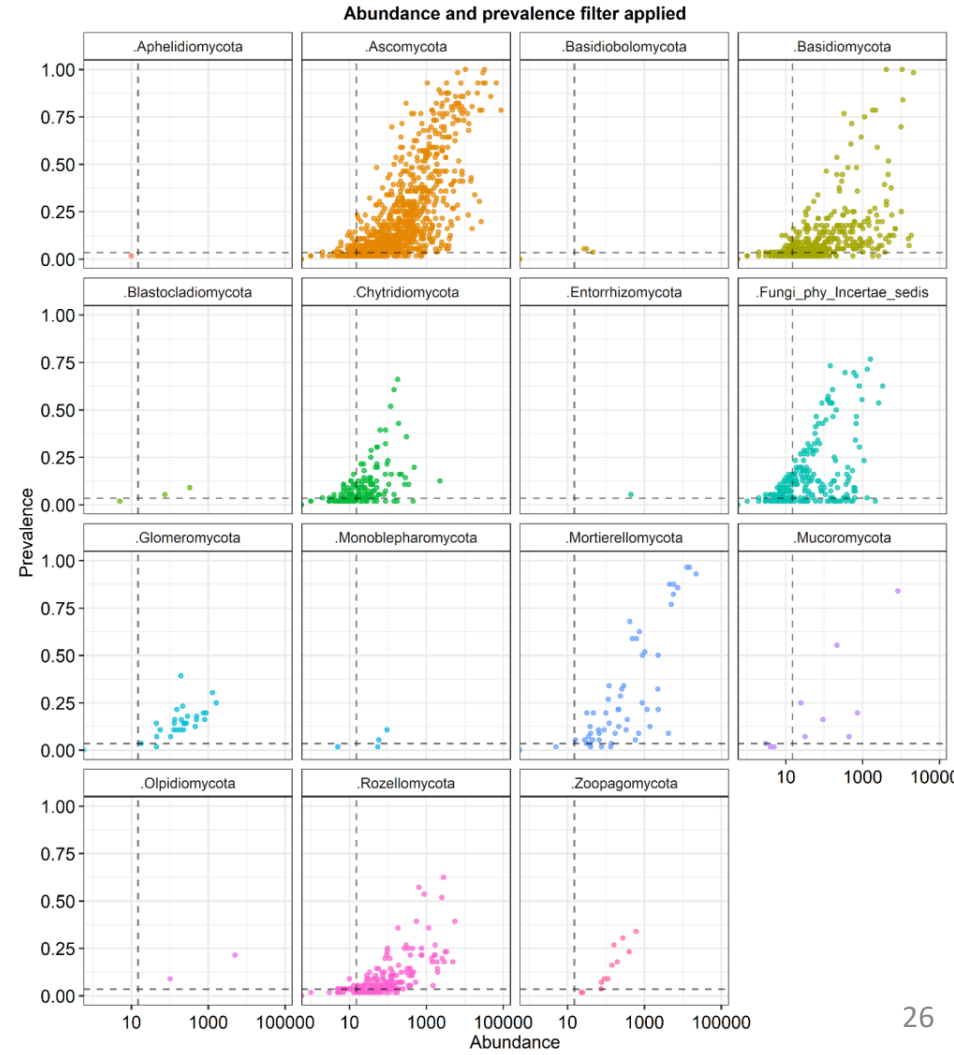 Abundance and prevalence filter applied
.Aphelidiomycota .Ascomycota .Basidiobolomycota .Basidiomycota
1.00
0.75
0.50
0.25
0.00
.Blastocladiomycota .Chytridiomycota .Entorrhizomycota .Fungi_phy_Incertae_sedis
1.00
0.75
0.50
0.25
0.00
Prevalence
.Glomeromycota .Monoblepharomycota .Mortierellomycota .Mucoromycota
1.00
0.75
0.50
0.25
0.00
10 1000 100000
.Olpidiomycota .Rozellomycota .Zoopagomycota
1.00
0.75
0.50
0.25
0.00
10 1000 100000 10 1000 100000 10 1000 100000
Abundance
26